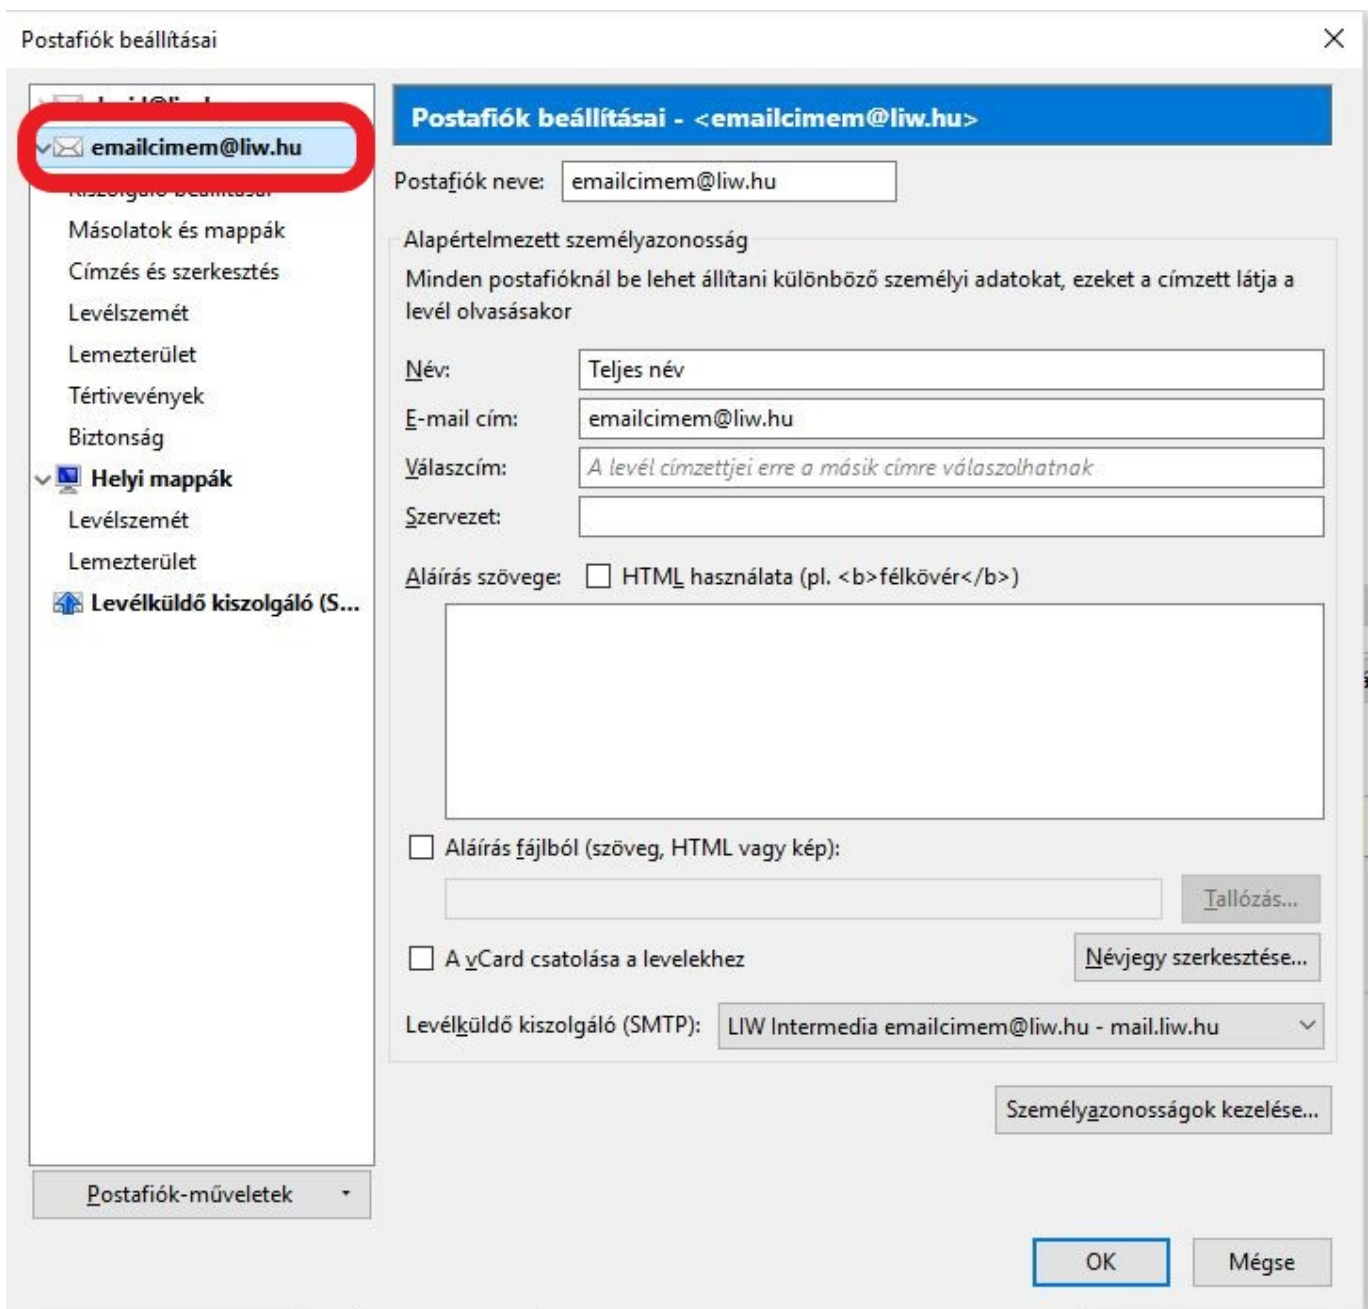 Postafiók beállításai
emailcimem@liw.hu
Kiszolgáló beállításai
Másolatok és mappák
Címzés és szerkesztés
Levélszemét
Lemezterület
Tértivevények
Biztonság
Helyi mappák
Levélszemét
Lemezterület
Levélküldő kiszolgáló (S...
Postafiók-műveletek
Postafiók beállításai - <emailcimem@liw.hu>
Postafiók neve: emailcimem@liw.hu
Alapértelmezett személyazonosság
Minden postafióknál be lehet állítani különböző személyi adatokat, ezeket a címzett látja a
levél olvasásakor
Név: Teljes név
E-mail cím: emailcimem@liw.hu
Válaszcím: A levél címzettjei erre a másik címre válaszolhatnak
Szervezet:
Aláírás szövege: HTML használata (pl. <b>félkövér</b>)
Aláírás fájlból (szöveg, HTML vagy kép):
Tallózás...
A vCard csatolása a levelekhez
Névjegy szerkesztése...
Levélküldő kiszolgáló (SMTP): LIW Intermedia emailcimem@liw.hu - mail.liw.hu
Személyazonosságok kezelése...
OK Mégse